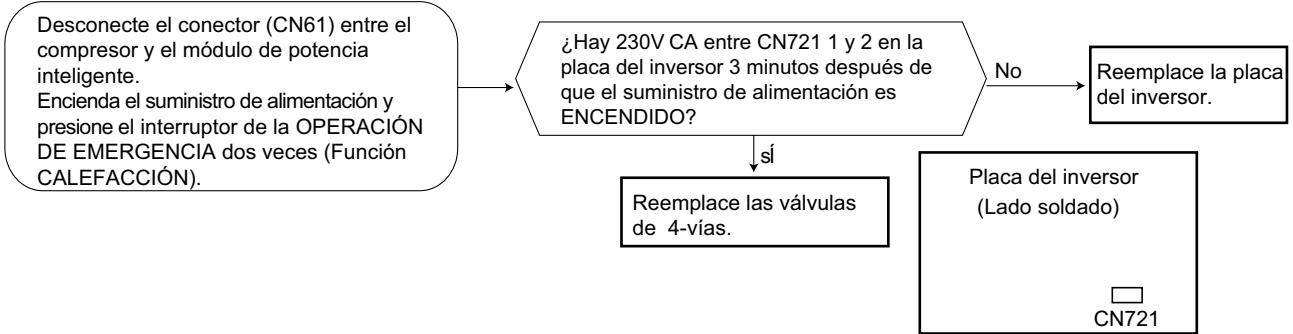 Desconecte el conector (CN61) entre el
compresor y el módulo de potencia
inteligente.
Encienda el suministro de alimentación y
presione el interruptor de la OPERACIÓN
DE EMERGENCIA dos veces (Función
CALEFACCIÓN).
¿Hay 230V CA entre CN721 1 y 2 en la
placa del inversor 3 minutos después de
que el suministro de alimentación es
ENCENDIDO?
No
Reemplace la placa
del inversor.
sÍ
Reemplace las válvulas
de 4-vías.
Placa del inversor
(Lado soldado)
CN721